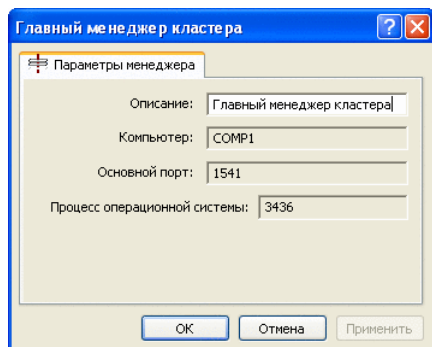 Главный менеджер кластера
Параметры менеджера
Описание: Главный менеджер кластера
Компьютер: COMP1
Основной порт: 1541
Процесс операционной системы: 3436
OK Отмена Применить